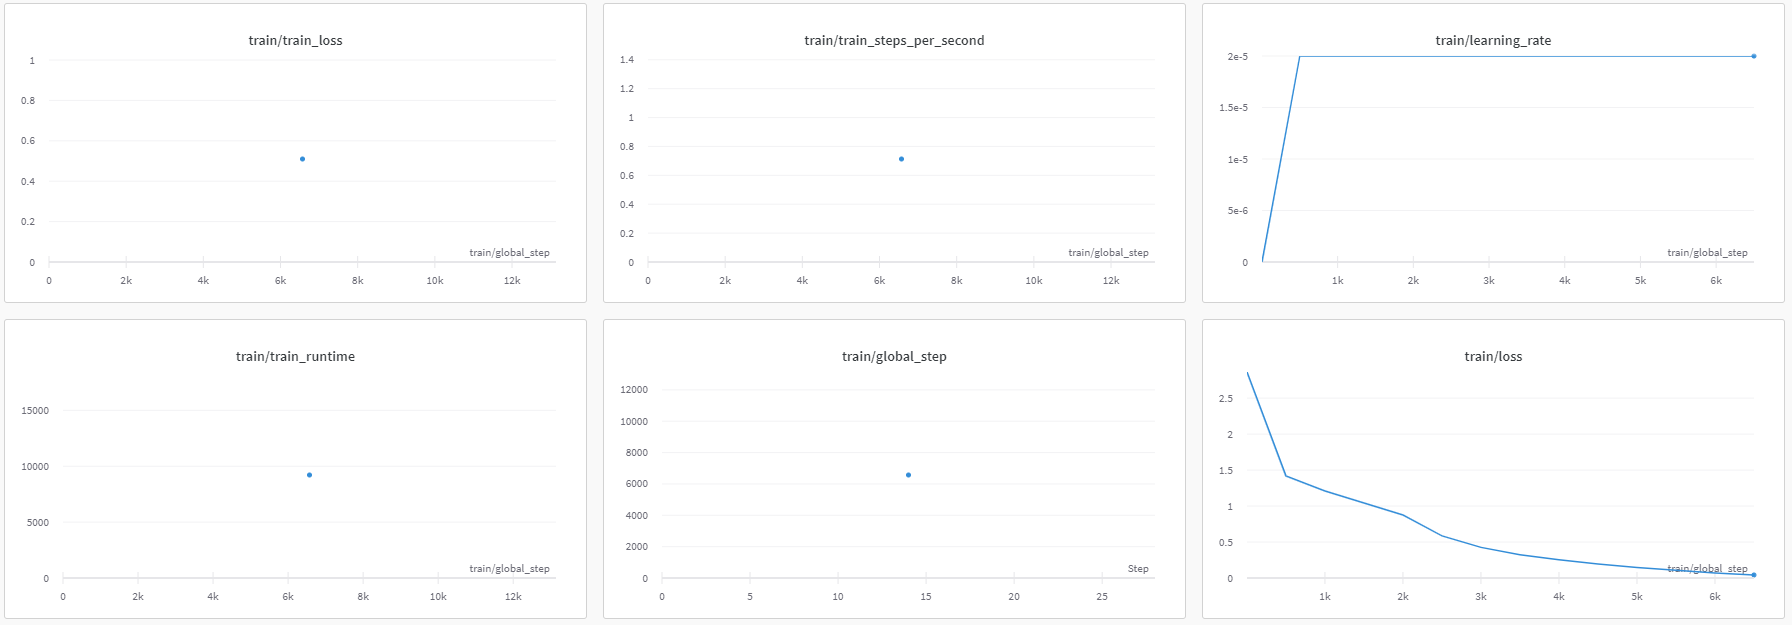 train/train_loss
1
0.8
0.6
0.4
0.2
0
train/global_step
0 2k 4k 6k 8k 10k 12k
train/train_steps_per_second
1.4
1.2
1
0.8
0.6
0.4
0.2
0
train/global_step
0 2k 4k 6k 8k 10k 12k
train/learning_rate
2e-5
1.5e-5
1e-5
5e-6
0
train/global_step
1k 2k 3k 4k 5k 6k
train/train_runtime
15000
10000
5000
0
train/global_step
0 2k 4k 6k 8k 10k 12k
train/global_step
12000
10000
8000
6000
4000
2000
0
Step
0 5 10 15 20 25
train/loss
2.5
2
1.5
1
0.5
0
train/global_step
1k 2k 3k 4k 5k 6k